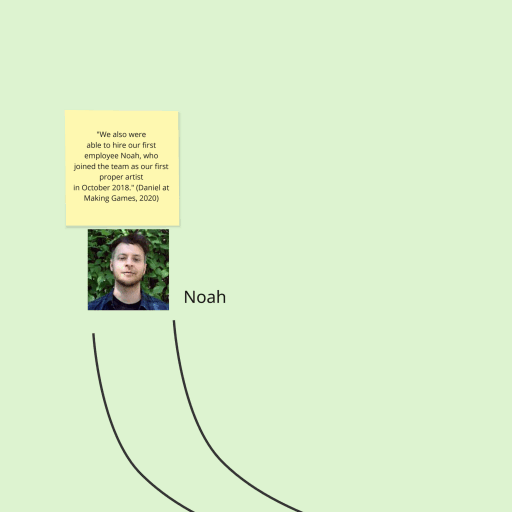 "We also were
able to hire our first
employee Noah, who
joined the team as our first
proper artist
in October 2018." (Daniel at
Making Games, 2020)
Noah